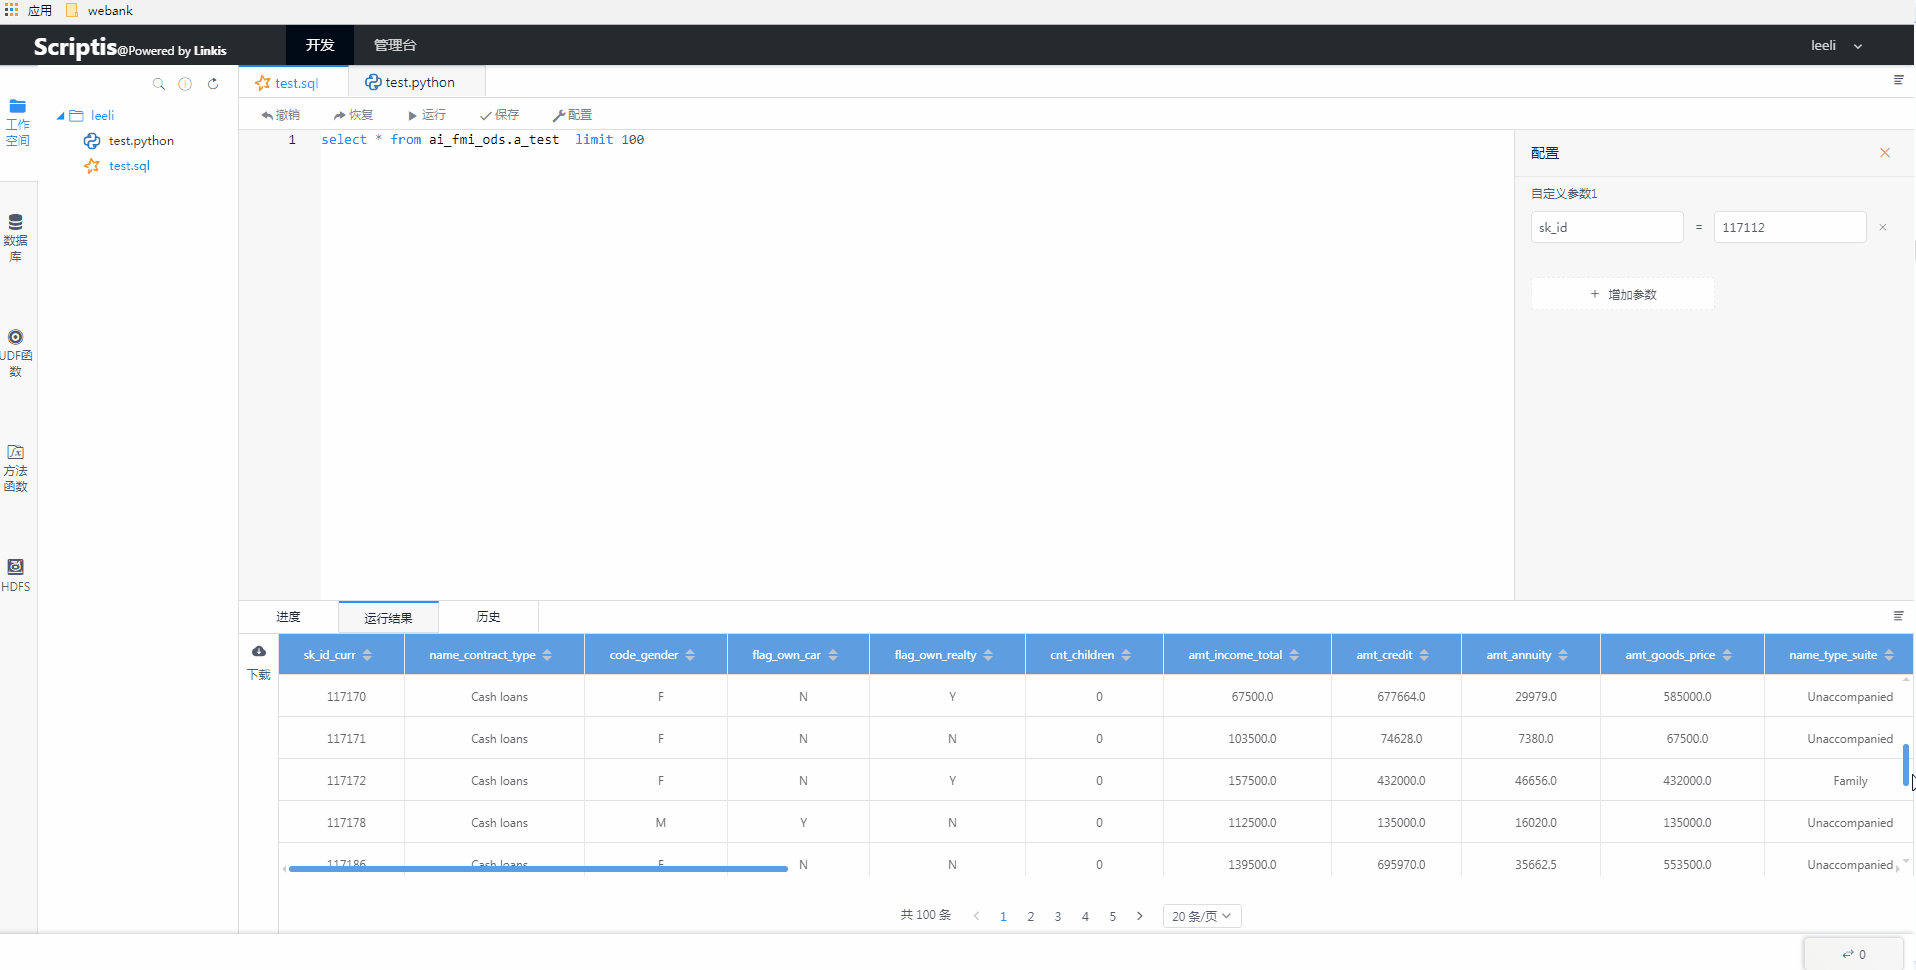 应用 webank
Scriptis@Powered by Linkis 开发 管理台 leeli
工作
空间
数据
库
UDF函
数
方法
函数
HDFS
leeli
test.python
test.sql
test.sql test.python
撤销 恢复 运行 保存 配置
1 select * from ai_fmi_ods.a_test limit 100
配置
自定义参数1
sk_id = 117112 ×
+ 增加参数
进度 运行结果 历史
下载
sk_id_curr name_contract_type code_gender flag_own_car flag_own_realty cnt_children amt_income_total amt_credit amt_annuity amt_goods_price name_type_suite
117170 Cash loans F N Y 0 67500.0 677664.0 29979.0 585000.0 Unaccompanied
117171 Cash loans F N N 0 103500.0 74628.0 7380.0 67500.0 Unaccompanied
117172 Cash loans F N Y 0 157500.0 432000.0 46656.0 432000.0 Family
117178 Cash loans M Y N 0 112500.0 135000.0 16020.0 135000.0 Unaccompanied
117186 Cash loans F N N 0 139500.0 695970.0 35662.5 553500.0 Unaccompanied
共 100 条 < 1 2 3 4 5 > 20 条/页
0